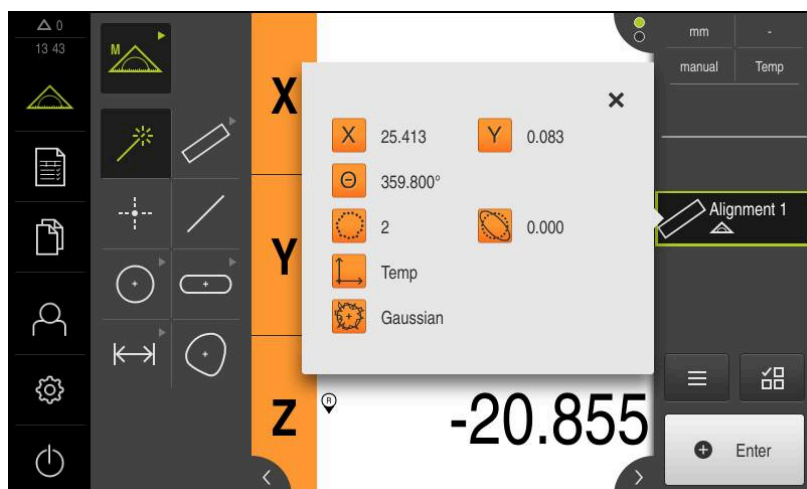 0
13 43
M
X
Y
Z
X 25.413 Y 0.083
Θ 359.800°
2 0.000
Temp
Gaussian
R
-20.855
mm -
manual Temp
Alignment 1
Enter